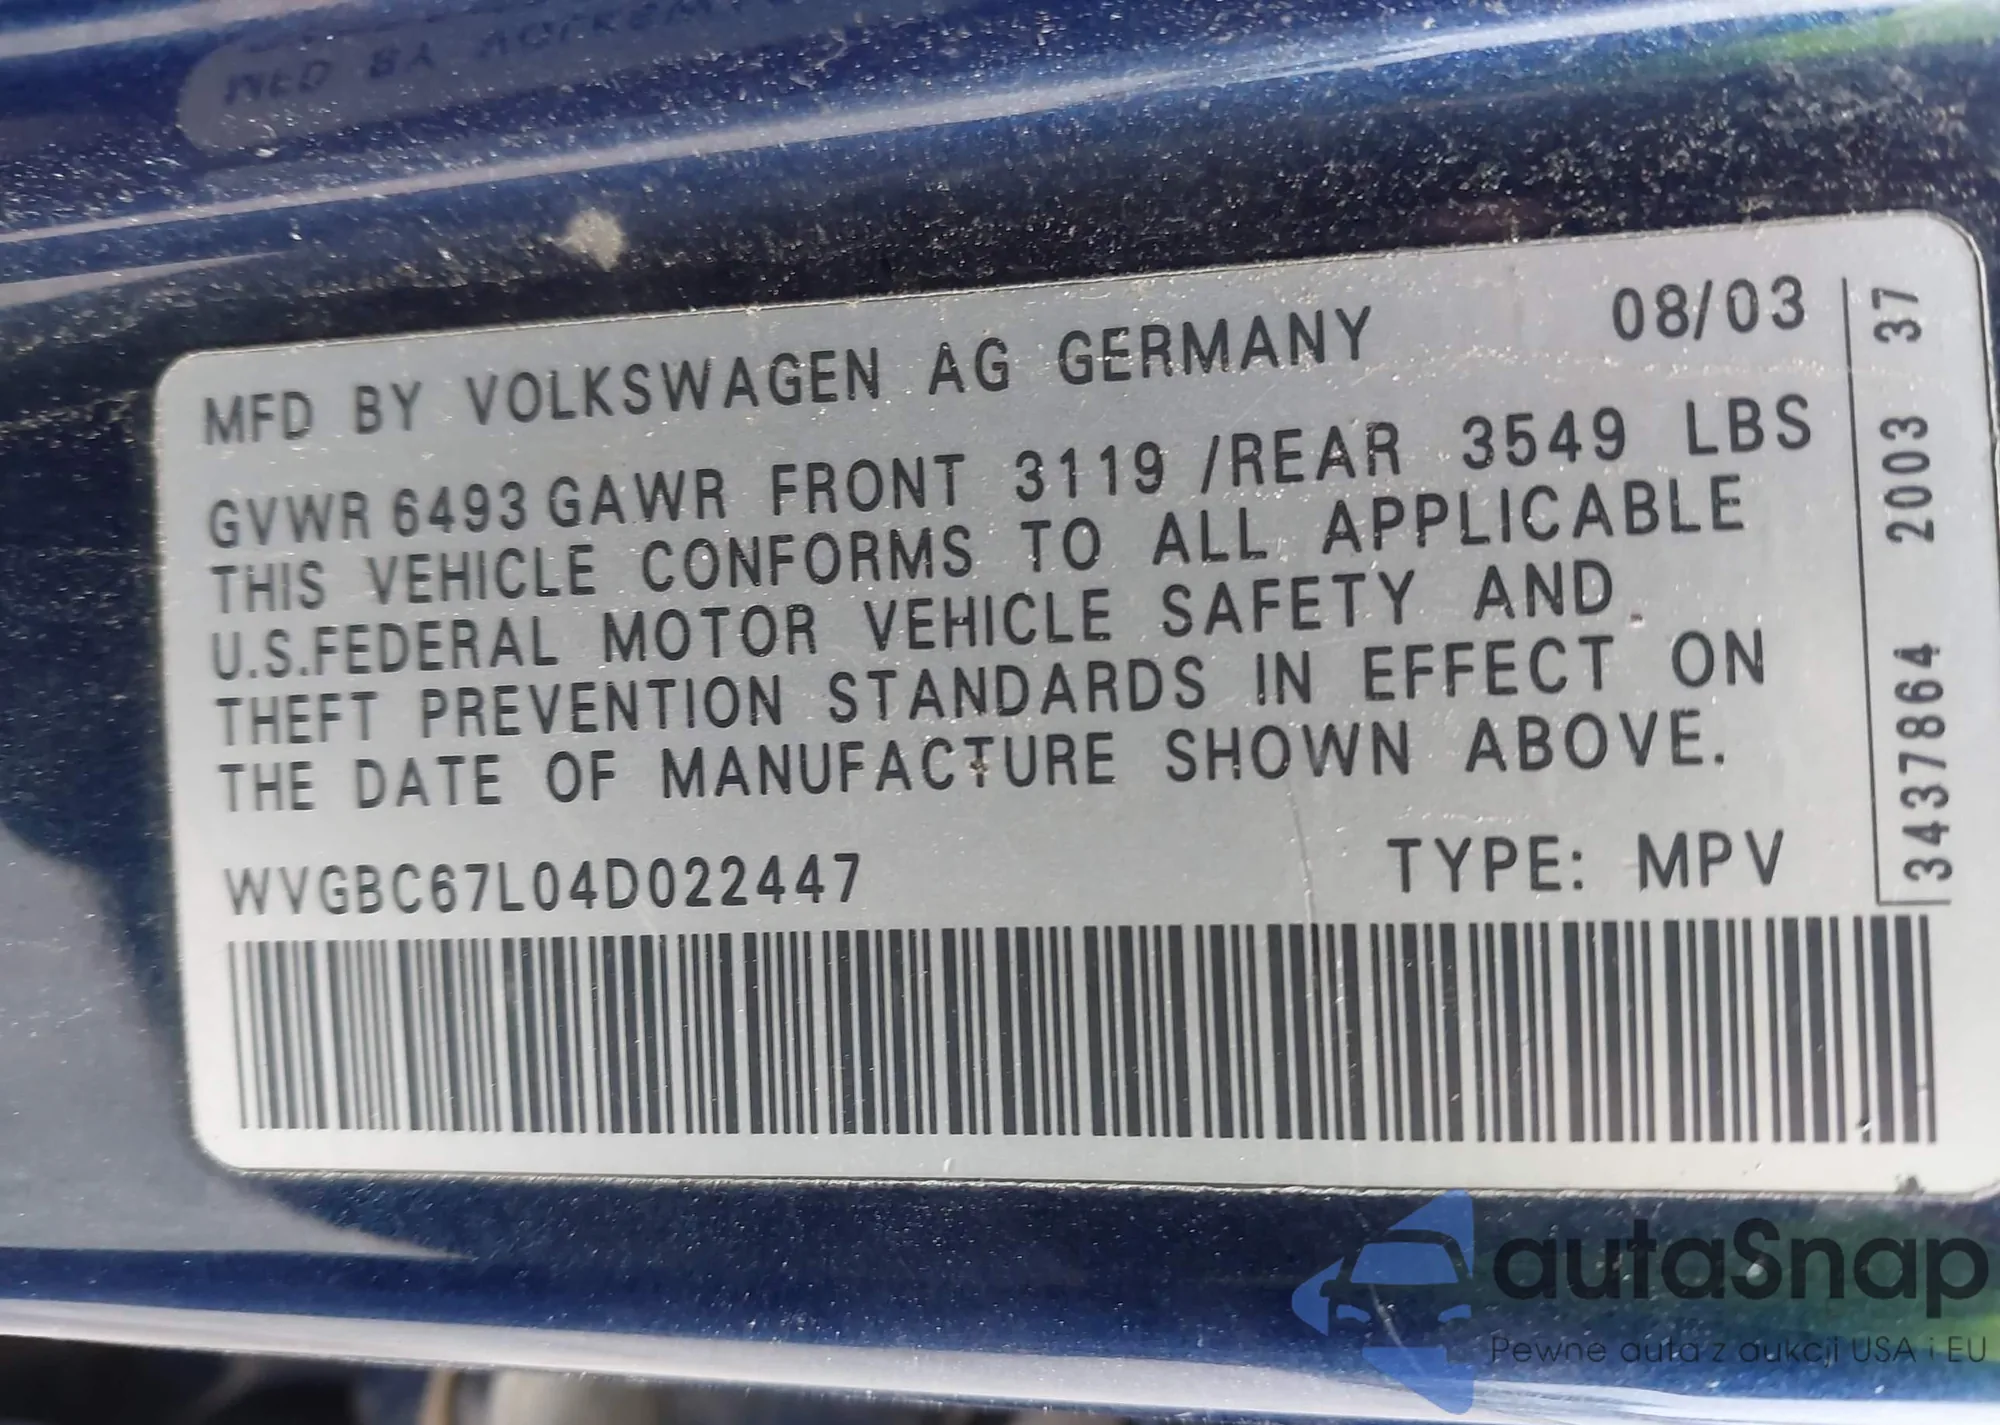 MFD BY VOLKSWAGEN AG GERMANY 08/03
GVWR 6493 GAWR FRONT 3119 /REAR 3549 LBS
THIS VEHICLE CONFORMS TO ALL APPLICABLE
U.S.FEDERAL MOTOR VEHICLE SAFETY AND
THEFT PREVENTION STANDARDS IN EFFECT ON
THE DATE OF MANUFACTURE SHOWN ABOVE.
WVGBC67L04D022447 TYPE: MPV
3437864 2003 37
autaSnap
Pewne auta z aukcji USA i EU